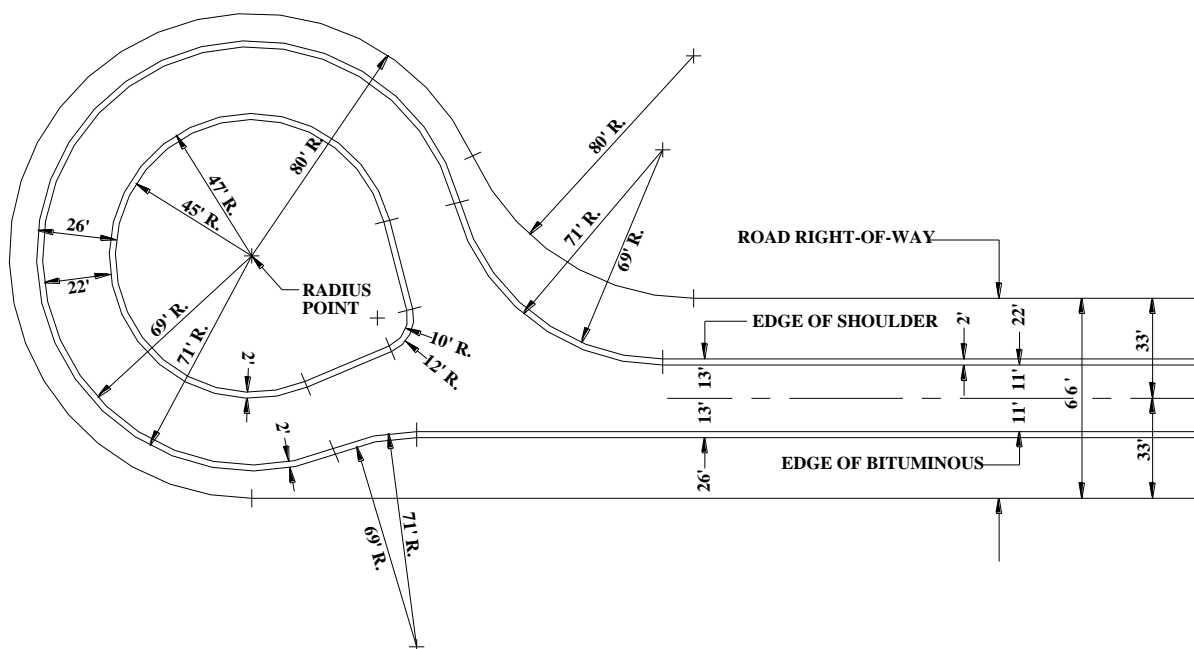 80' R.
47' R.
45' R.
26'
22'
RADIUS
POINT
69' R.
71' R.
2'
2'
10' R.
12' R.
80' R.
71' R.
69' R.
ROAD RIGHT-OF-WAY
EDGE OF SHOULDER
2'
22'
33'
13'
11'
66'
13'
11'
33'
26'
EDGE OF BITUMINOUS
69' R.
71' R.